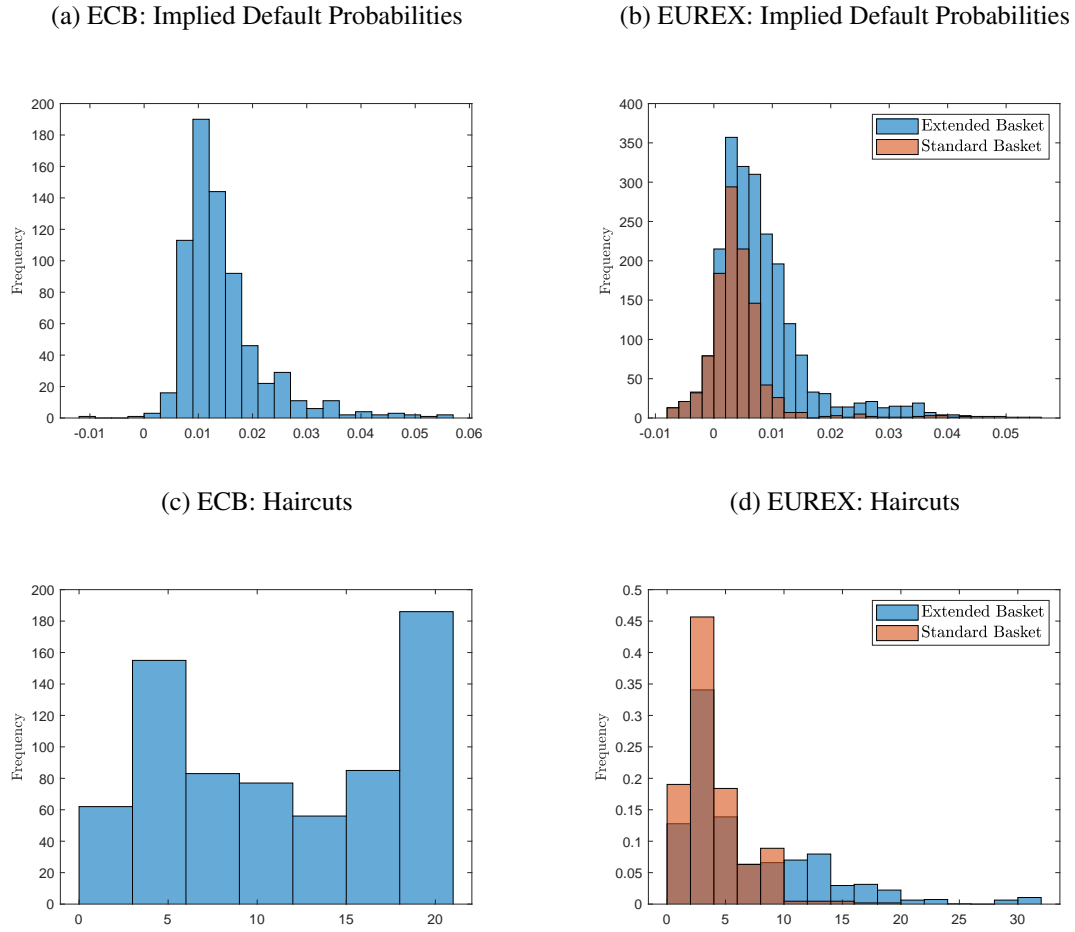 (a) ECB: Implied Default Probabilities
(b) EUREX: Implied Default Probabilities
200
180
160
140
120
100
80
60
40
20
0
Frequency
-0.01 0 0.01 0.02 0.03 0.04 0.05 0.06
400
350
300
250
200
150
100
50
0
Frequency
Extended Basket
Standard Basket
-0.01 0 0.01 0.02 0.03 0.04 0.05
(c) ECB: Haircuts
(d) EUREX: Haircuts
200
180
160
140
120
100
80
60
40
20
0
Frequency
0 5 10 15 20
0.5
0.45
0.4
0.35
0.3
0.25
0.2
0.15
0.1
0.05
0
Frequency
Extended Basket
Standard Basket
0 5 10 15 20 25 30